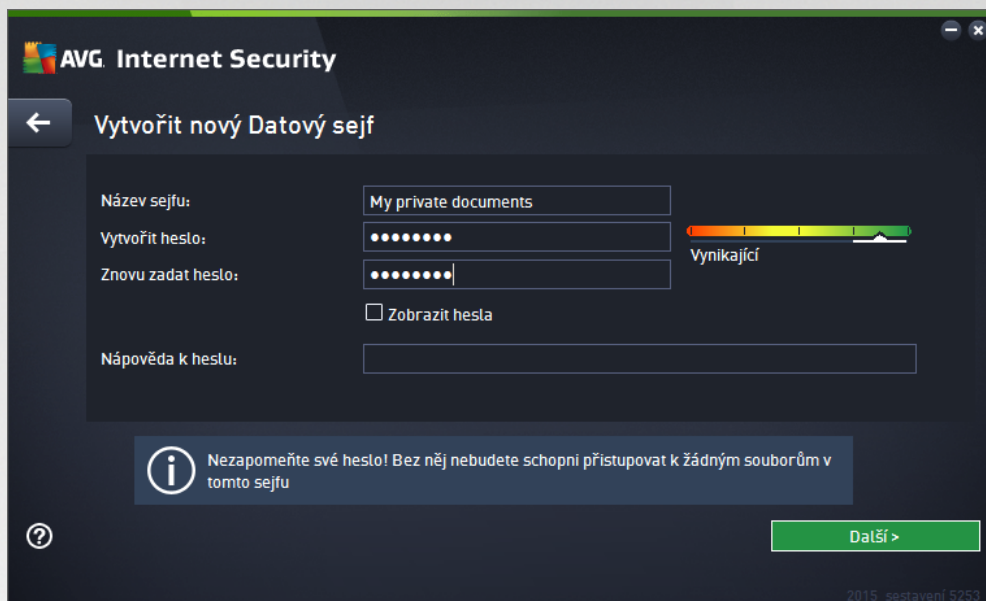 AVG. Internet Security
Vytvořit nový Datový sejf
Název sejfu:
My private documents
Vytvořit heslo:
••••••••
Vynikající
Znovu zadat heslo:
••••••••
Zobrazit hesla
Nápověda k heslu:
Nezapomeňte své heslo! Bez něj nebudete schopni přistupovat k žádným souborům v
tomto sejfu
Další >
2015 sestavení 5253